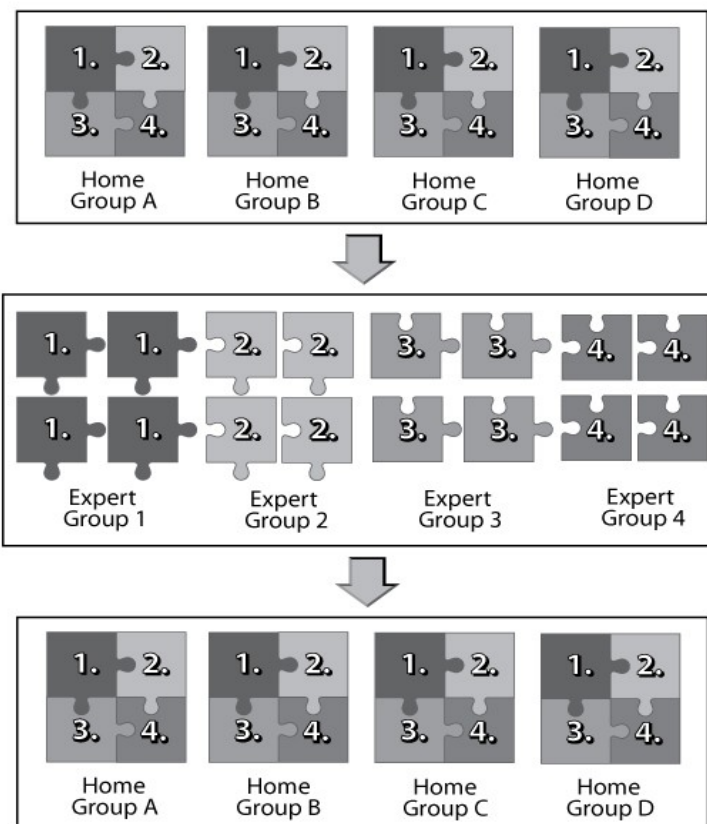 1. 2. 1. 2. 1. 2. 1. 2.
3. 4. 3. 4. 3. 4. 3. 4.
Home Home Home Home
Group A Group B Group C Group D
1. 1. 2. 2. 3. 3. 4. 4.
1. 1. 2. 2. 3. 3. 4. 4.
Expert Expert Expert Expert
Group 1 Group 2 Group 3 Group 4
1. 2. 1. 2. 1. 2. 1. 2.
3. 4. 3. 4. 3. 4. 3. 4.
Home Home Home Home
Group A Group B Group C Group D